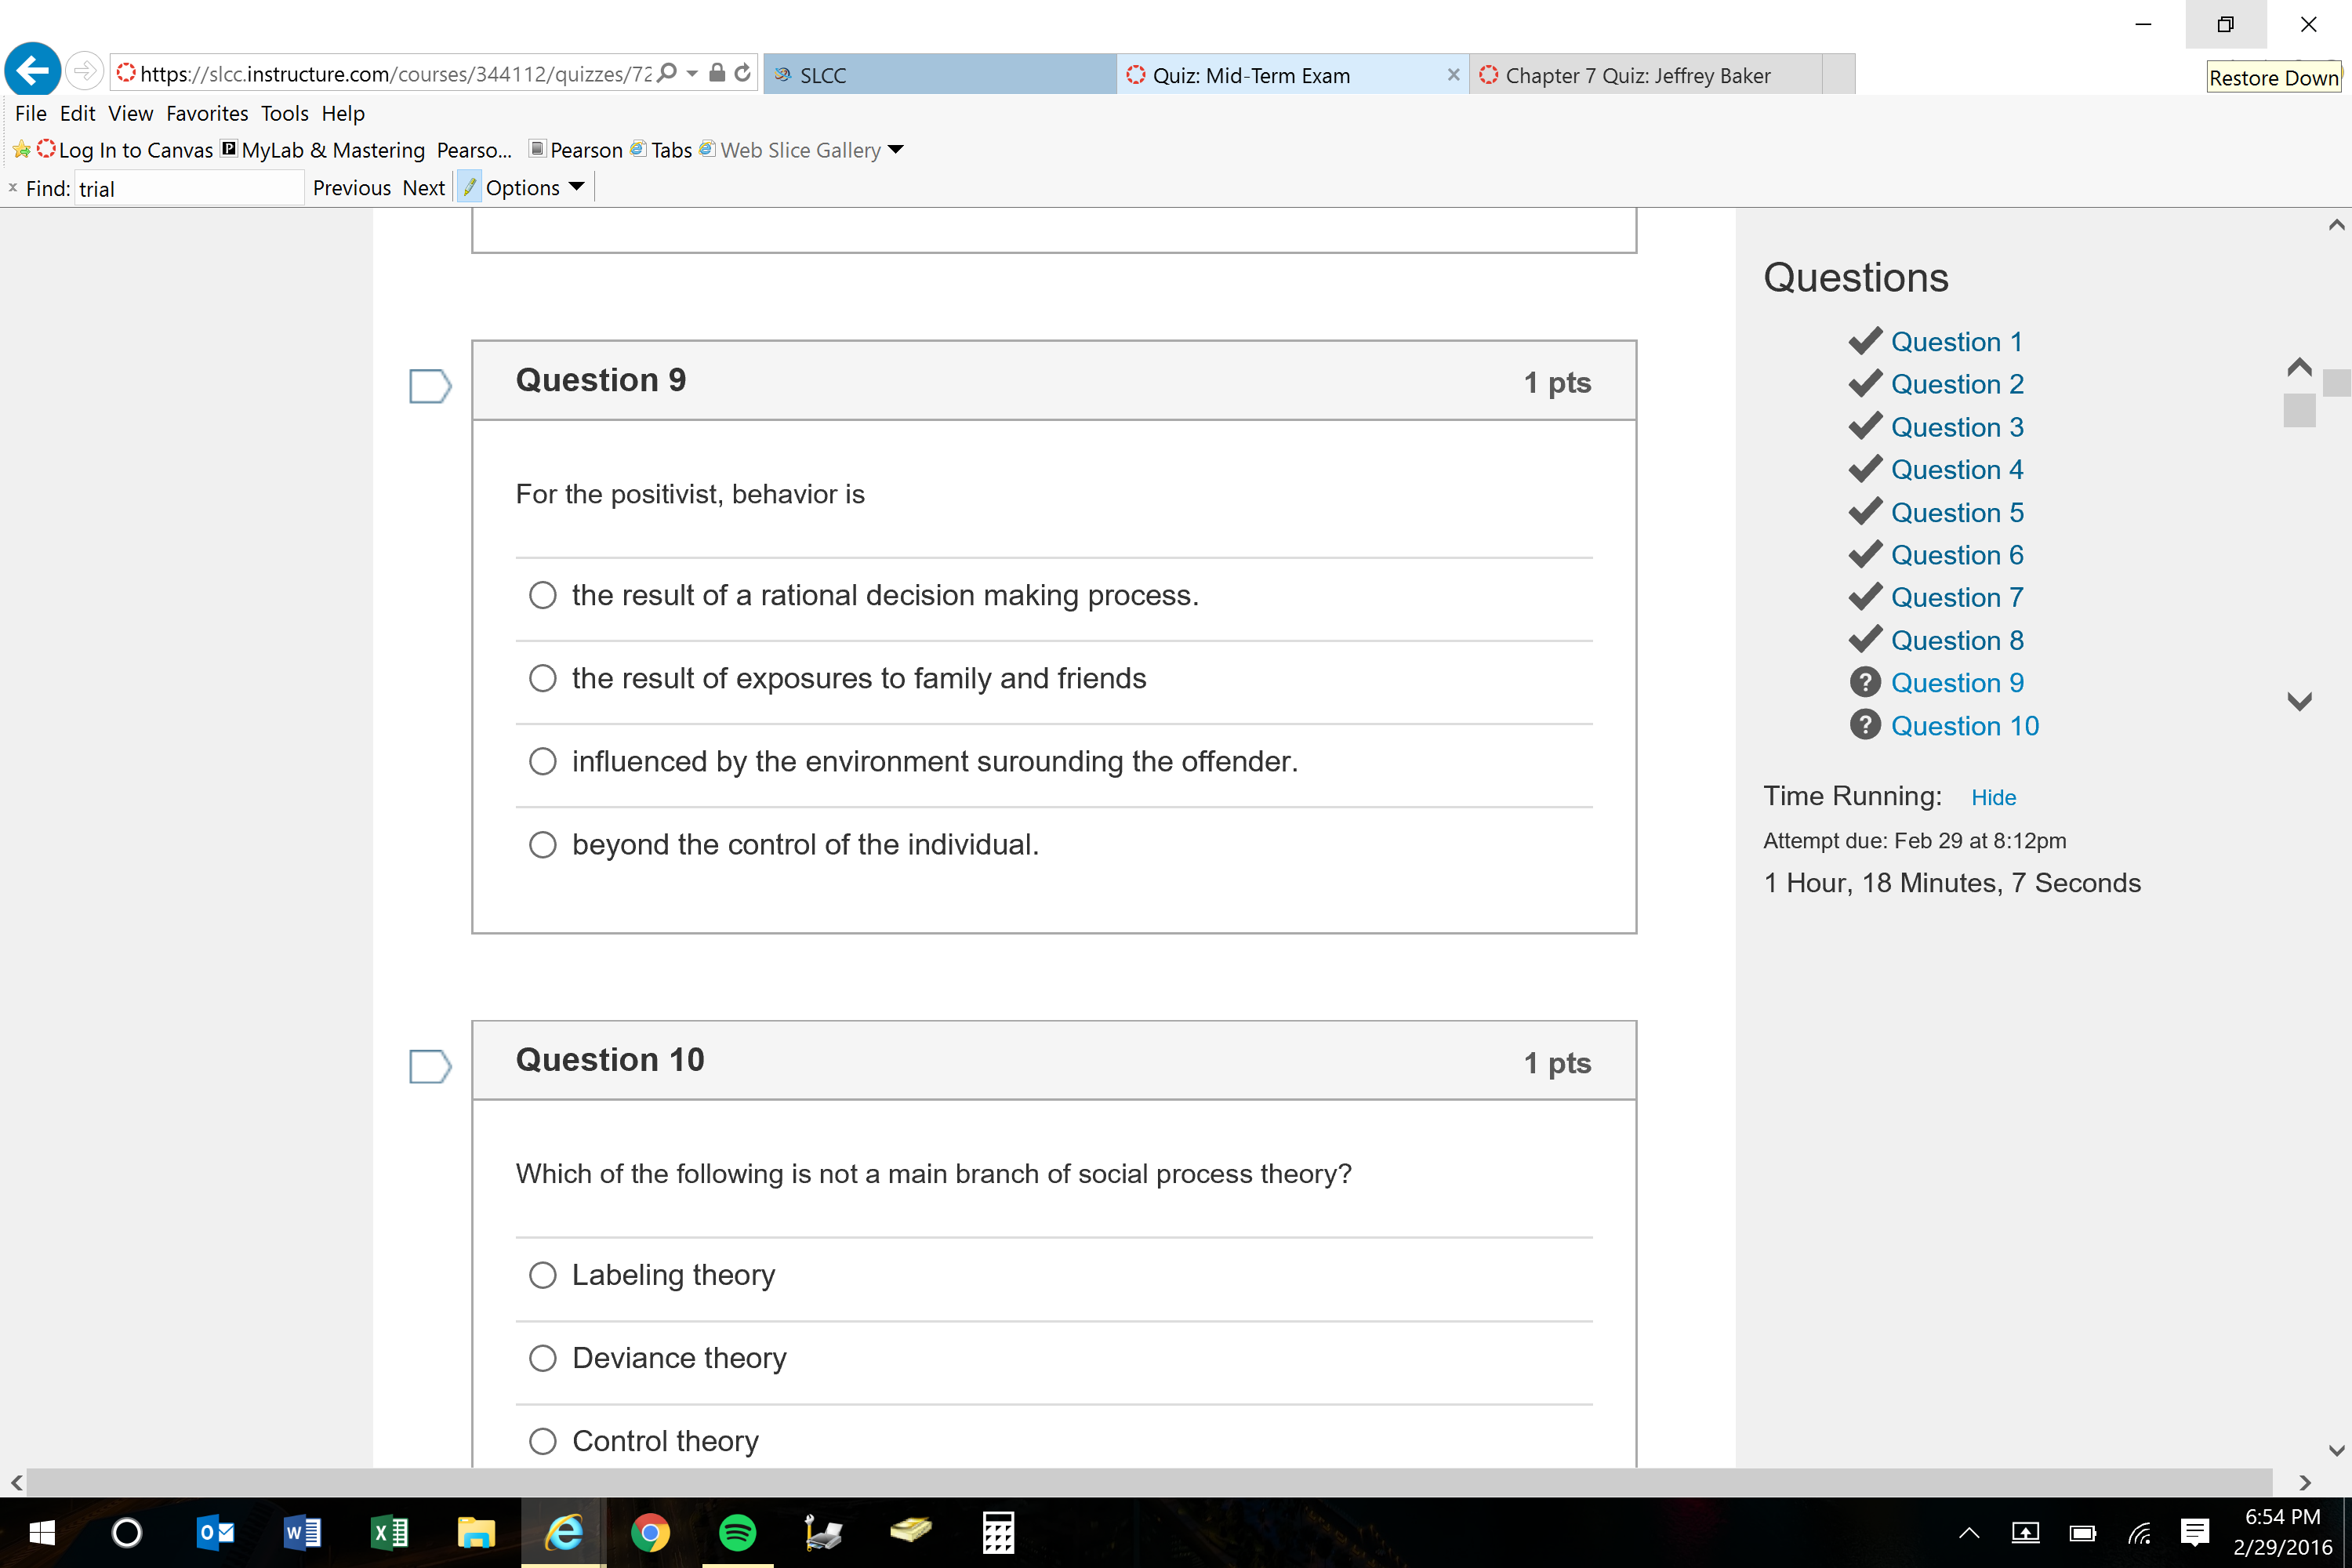 Restore Down
https://slcc.instructure.com/courses/344112/quizzes/72
SLCC
Quiz: Mid-Term Exam
Chapter 7 Quiz: Jeffrey Baker
File Edit View Favorites Tools Help
Log In to Canvas MyLab & Mastering Pearso... Pearson Tabs Web Slice Gallery
x Find: trial Previous Next Options
Question 9 1 pts
For the positivist, behavior is
the result of a rational decision making process.
the result of exposures to family and friends
influenced by the environment surounding the offender.
beyond the control of the individual.
Question 10 1 pts
Which of the following is not a main branch of social process theory?
Labeling theory
Deviance theory
Control theory
Questions
Question 1
Question 2
Question 3
Question 4
Question 5
Question 6
Question 7
Question 8
? Question 9
? Question 10
Time Running: Hide
Attempt due: Feb 29 at 8:12pm
1 Hour, 18 Minutes, 7 Seconds
6:54 PM
2/29/2016